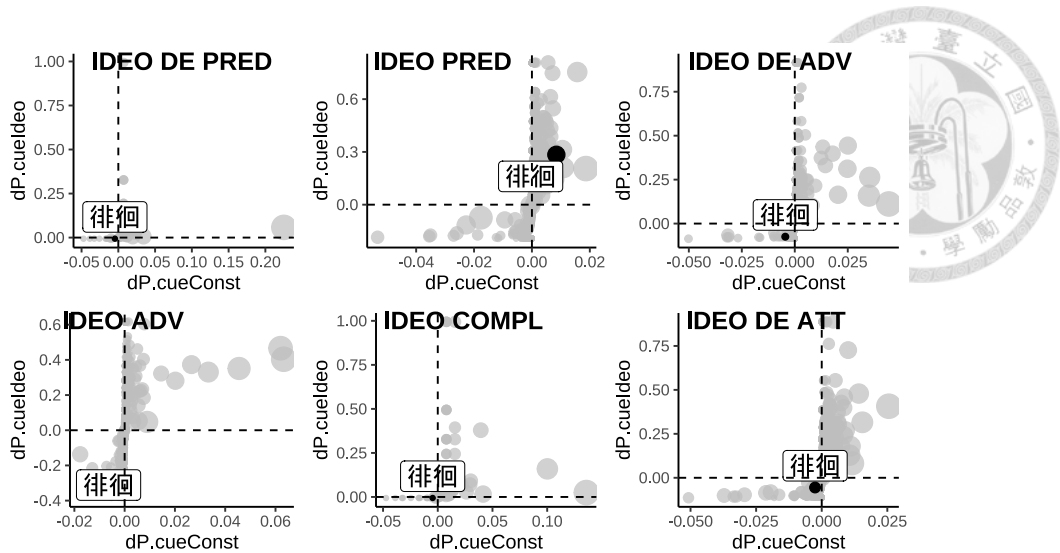 IDEO DE PRED
1.00
0.75
0.50
0.25
0.00
dP.cueIdeo
徘徊
-0.05 0.00 0.05 0.10 0.20
dP.cueConst
IDEO PRED
0.6
0.3
0.0
dP.cueIdeo
徘徊
-0.04 -0.02 0.00 0.02
dP.cueConst
IDEO DE ADV
0.75
0.50
0.25
0.00
dP.cueIdeo
徘徊
-0.050 -0.025 0.000 0.025
dP.cueConst
臺立國
品敦
學勵
IDEO ADV
0.6
0.4
0.2
0.0
-0.2
-0.4
dP.cueIdeo
徘徊
-0.02 0.00 0.02 0.04 0.06
dP.cueConst
IDEO COMPL
1.00
0.75
0.50
0.25
0.00
dP.cueIdeo
徘徊
-0.05 0.00 0.05 0.10
dP.cueConst
IDEO DE ATT
0.75
0.50
0.25
0.00
dP.cueIdeo
徘徊
-0.050 -0.025 0.000 0.025
dP.cueConst